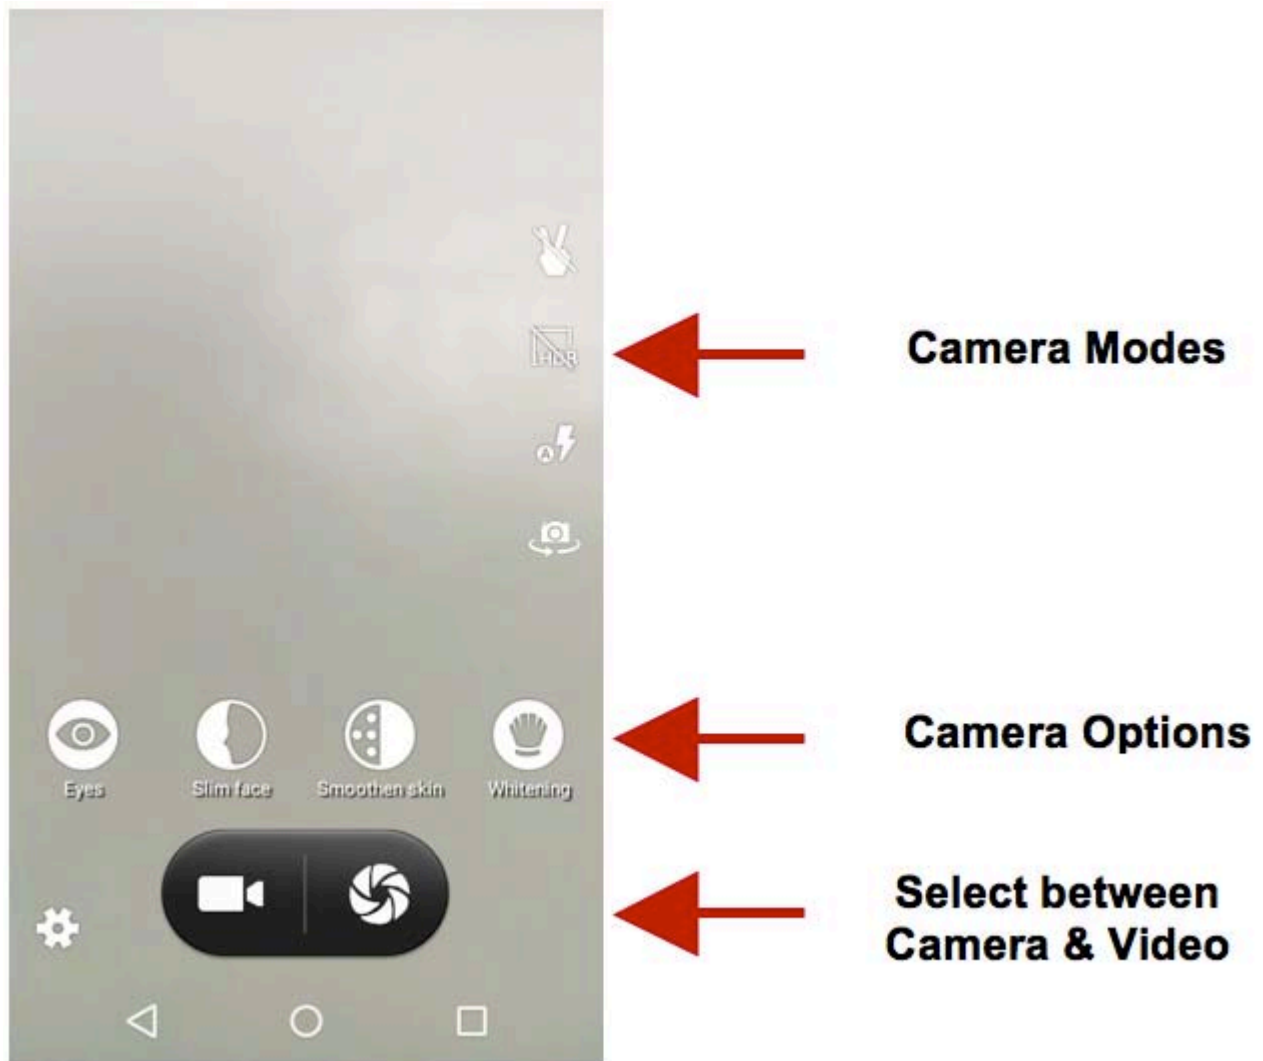 HDR
Camera Modes
A
Camera Options
Eyes Slim face Smoothen skin Whitening
Select between
Camera & Video